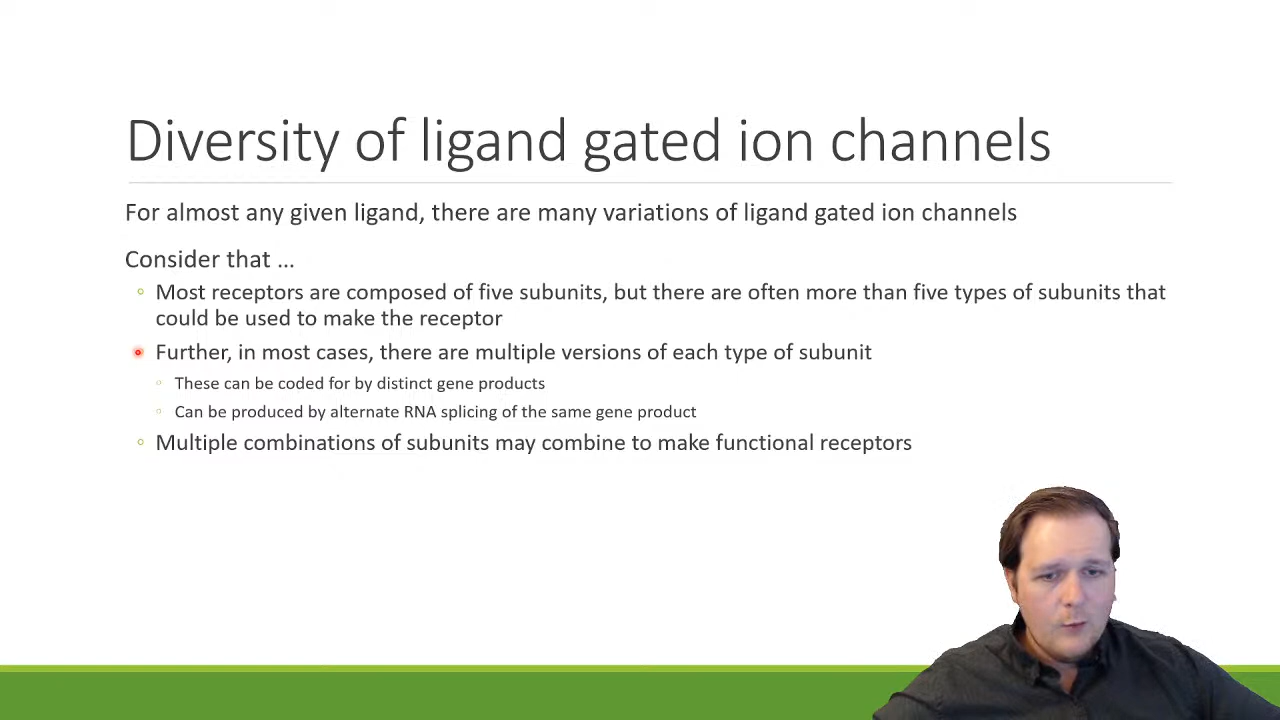 Diversity of ligand gated ion channels
For almost any given ligand, there are many variations of ligand gated ion channels
Consider that ...
Most receptors are composed of five subunits, but there are often more than five types of subunits that
could be used to make the receptor
Further, in most cases, there are multiple versions of each type of subunit
These can be coded for by distinct gene products
Can be produced by alternate RNA splicing of the same gene product
Multiple combinations of subunits may combine to make functional receptors